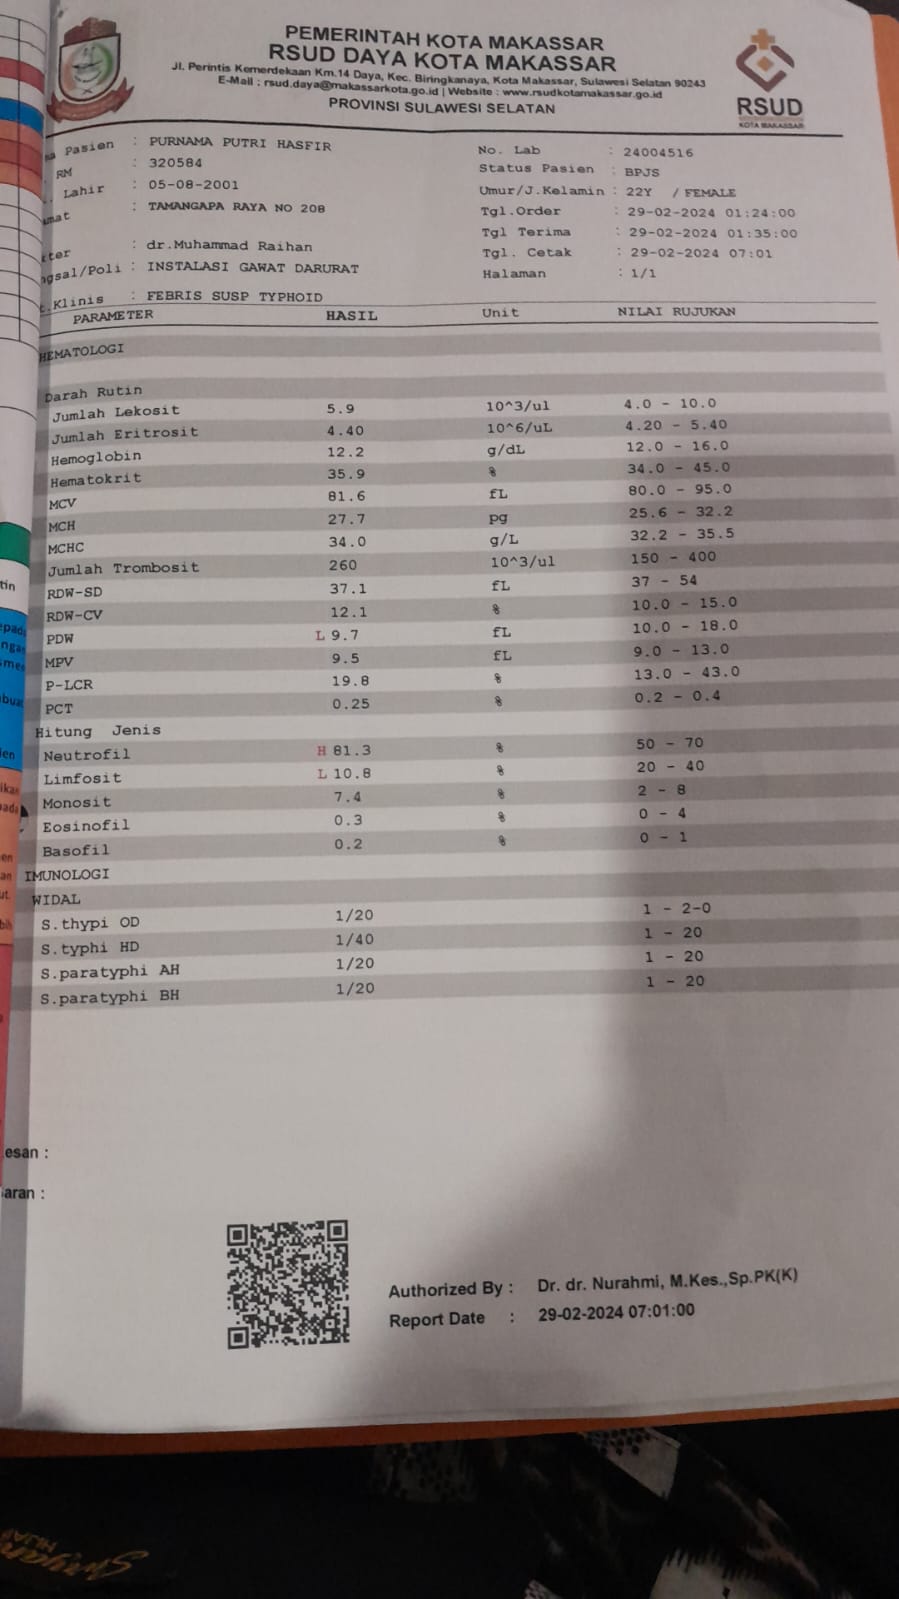 PEMERINTAH KOTA MAKASSAR
RSUD DAYA KOTA MAKASSAR
Jl. Perintis Kemerdekaan Km.14 Daya, Kec. Biringkanaya, Kota Makassar, Sulawesi Selatan 90243
E-Mail : rsud.daya@makassarkota.go.id | Website : www.rsudkotamakassar.go.id
PROVINSI SULAWESI SELATAN
RSUD
KOTA MAKASSAR
Pasien : PURNAMA PUTRI HASFIR
RM : 320584
Lahir : 05-08-2001
mat : TAMANGAPA RAYA NO 208
ter : dr.Muhammad Raihan
ngsal/Poli : INSTALASI GAWAT DARURAT
.Klinis : FEBRIS SUSP TYPHOID
No. Lab : 24004516
Status Pasien : BPJS
Umur/J.Kelamin : 22Y / FEMALE
Tgl.Order : 29-02-2024 01:24:00
Tgl Terima : 29-02-2024 01:35:00
Tgl. Cetak : 29-02-2024 07:01
Halaman : 1/1
PARAMETER HASIL Unit NILAI RUJUKAN
HEMATOLOGI
Darah Rutin
Jumlah Lekosit 5.9 10^3/ul 4.0 - 10.0
Jumlah Eritrosit 4.40 10^6/uL 4.20 - 5.40
Hemoglobin 12.2 g/dL 12.0 - 16.0
Hematokrit 35.9 % 34.0 - 45.0
MCV 81.6 fL 80.0 - 95.0
MCH 27.7 pg 25.6 - 32.2
MCHC 34.0 g/L 32.2 - 35.5
Jumlah Trombosit 260 10^3/ul 150 - 400
RDW-SD 37.1 fL 37 - 54
RDW-CV 12.1 % 10.0 - 15.0
PDW L 9.7 fL 10.0 - 18.0
MPV 9.5 fL 9.0 - 13.0
P-LCR 19.8 % 13.0 - 43.0
PCT 0.25 % 0.2 - 0.4
Hitung Jenis
Neutrofil H 81.3 % 50 - 70
Limfosit L 10.8 % 20 - 40
Monosit 7.4 % 2 - 8
Eosinofil 0.3 % 0 - 4
Basofil 0.2 % 0 - 1
IMUNOLOGI
WIDAL
S.thypi OD 1/20 1 - 2-0
S.typhi HD 1/40 1 - 20
S.paratyphi AH 1/20 1 - 20
S.paratyphi BH 1/20 1 - 20
esan :
aran :
Authorized By : Dr. dr. Nurahmi, M.Kes.,Sp.PK(K)
Report Date : 29-02-2024 07:01:00